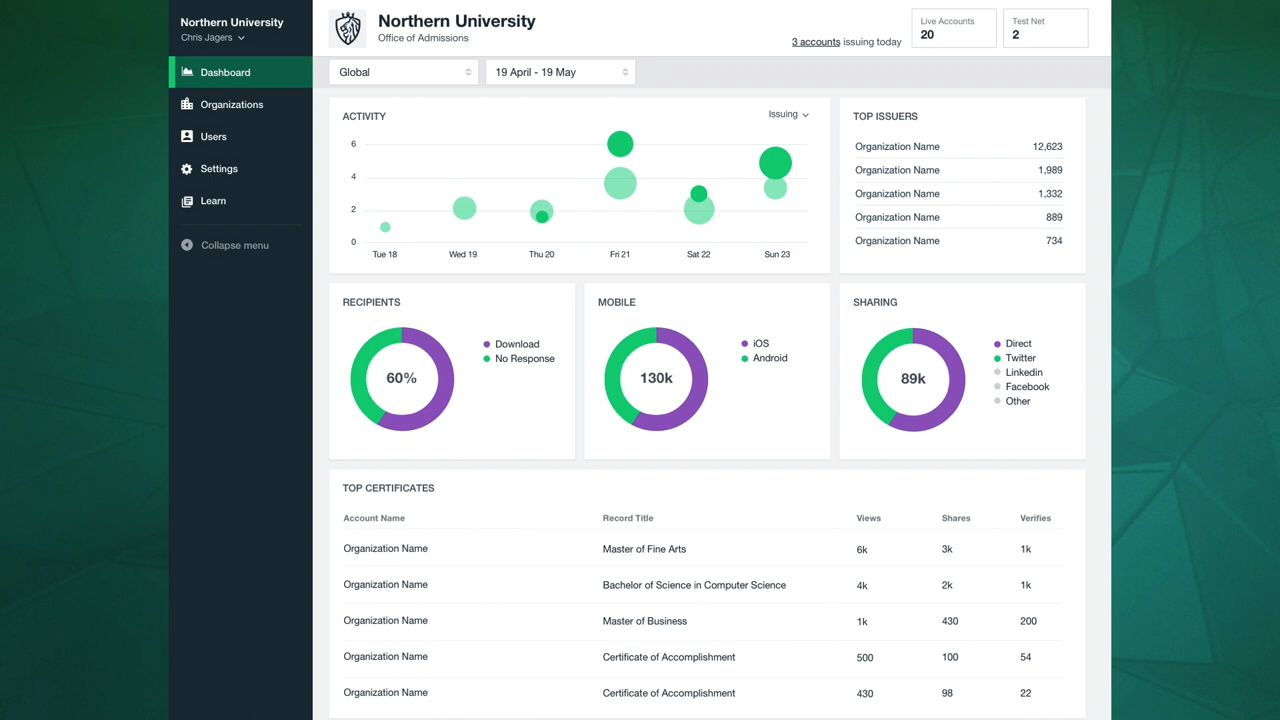 Northern University
Chris Jagers
Dashboard
Organizations
Users
Settings
Learn
Collapse menu
Northern University
Office of Admissions
3 accounts issuing today
Live Accounts
20
Test Net
2
Global
19 April - 19 May
ACTIVITY
Issuing
6
4
2
0
Tue 18 Wed 19 Thu 20 Fri 21 Sat 22 Sun 23
TOP ISSUERS
Organization Name 12,623
Organization Name 1,989
Organization Name 1,332
Organization Name 889
Organization Name 734
RECIPIENTS
60%
Download
No Response
MOBILE
130k
iOS
Android
SHARING
89k
Direct
Twitter
Linkedin
Facebook
Other
TOP CERTIFICATES
Account Name Record Title Views Shares Verifies
Organization Name Master of Fine Arts 6k 3k 1k
Organization Name Bachelor of Science in Computer Science 4k 2k 1k
Organization Name Master of Business 1k 430 200
Organization Name Certificate of Accomplishment 500 100 54
Organization Name Certificate of Accomplishment 430 98 22